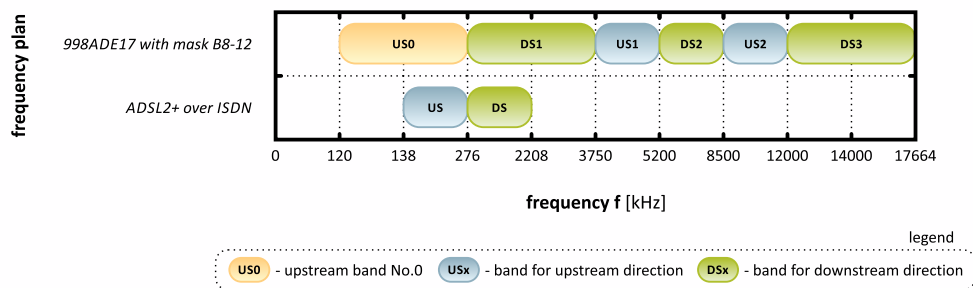 frequency plan
998ADE17 with mask B8-12
US0 DS1 US1 DS2 US2 DS3
ADSL2+ over ISDN
US DS
0 120 138 276 2208 3750 5200 8500 12000 14000 17664
frequency f [kHz]
legend
US0 - upstream band No.0 USx - band for upstream direction DSx - band for downstream direction